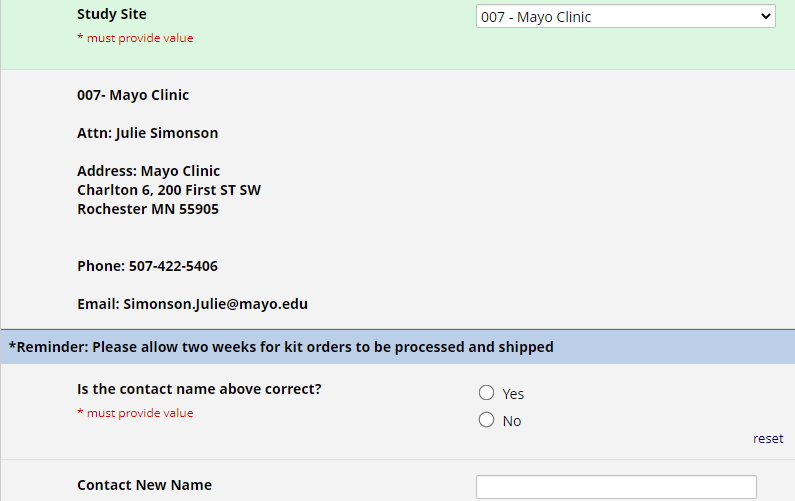 Study Site
007 - Mayo Clinic
* must provide value
007- Mayo Clinic
Attn: Julie Simonson
Address: Mayo Clinic
Charlton 6, 200 First ST SW
Rochester MN 55905
Phone: 507-422-5406
Email: Simonson.Julie@mayo.edu
*Reminder: Please allow two weeks for kit orders to be processed and shipped
Is the contact name above correct?
* must provide value
Yes
No
reset
Contact New Name